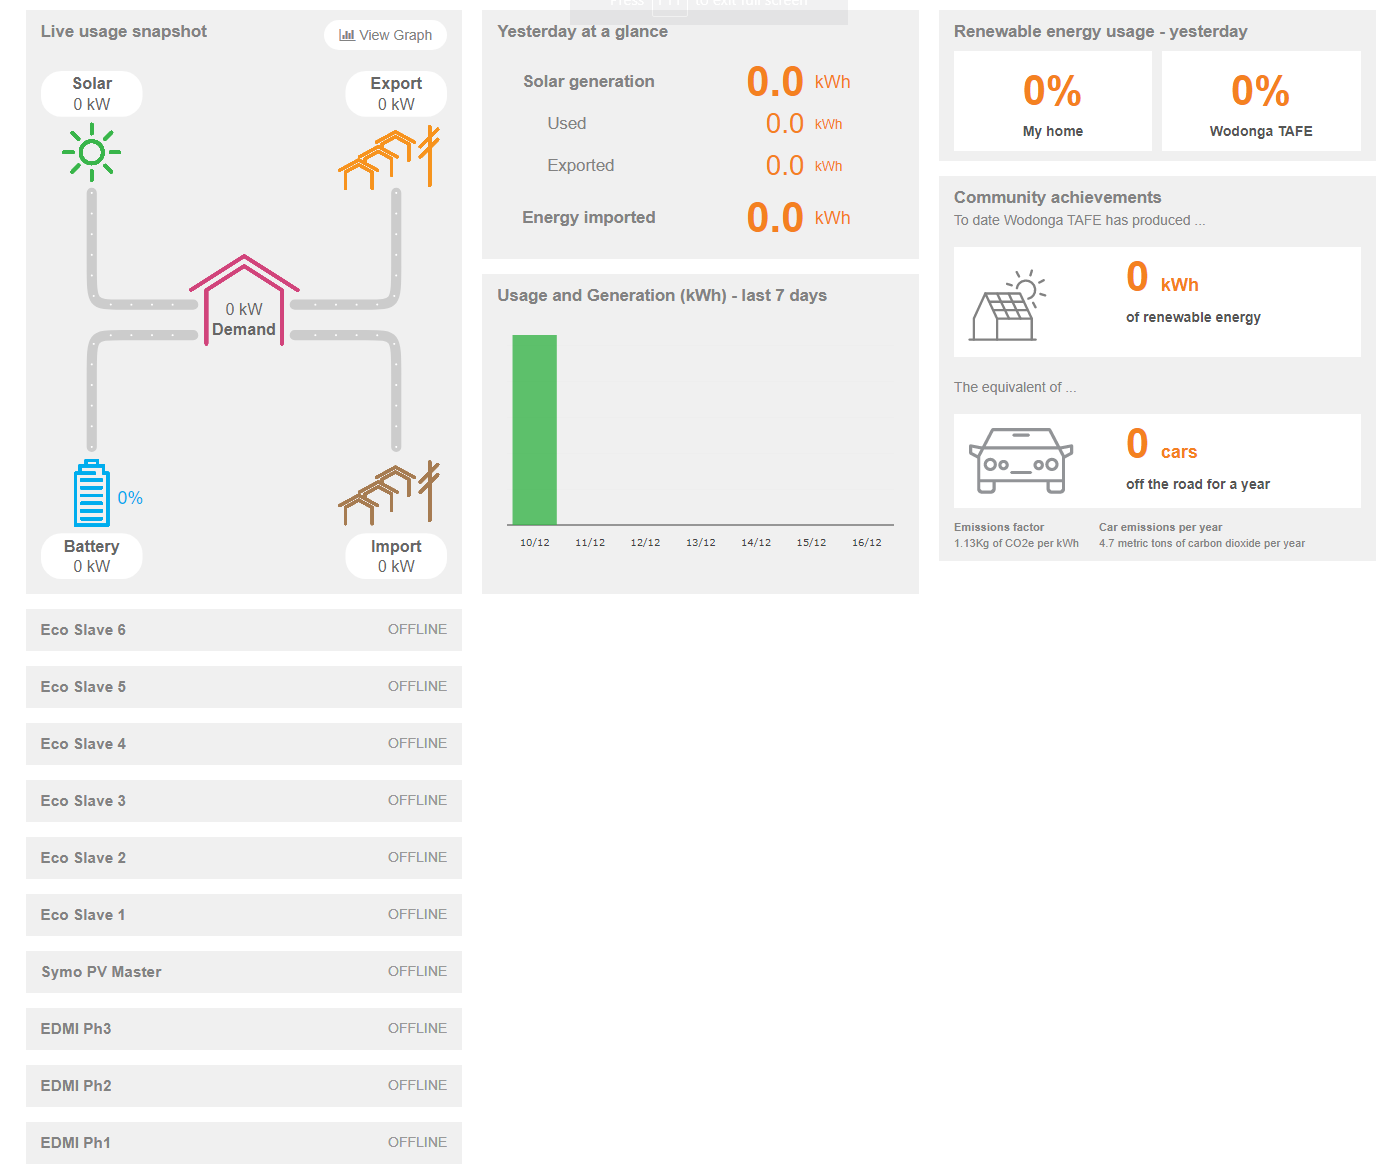 Press F11 to exit full screen
Live usage snapshot
View Graph
Solar
0 kW
Export
0 kW
0 kW
Demand
0%
Battery
0 kW
Import
0 kW
Eco Slave 6 OFFLINE
Eco Slave 5 OFFLINE
Eco Slave 4 OFFLINE
Eco Slave 3 OFFLINE
Eco Slave 2 OFFLINE
Eco Slave 1 OFFLINE
Symo PV Master OFFLINE
EDMI Ph3 OFFLINE
EDMI Ph2 OFFLINE
EDMI Ph1 OFFLINE
Yesterday at a glance
Solar generation 0.0 kWh
Used 0.0 kWh
Exported 0.0 kWh
Energy imported 0.0 kWh
Usage and Generation (kWh) - last 7 days
10/12 11/12 12/12 13/12 14/12 15/12 16/12
Renewable energy usage - yesterday
0%
My home
0%
Wodonga TAFE
Community achievements
To date Wodonga TAFE has produced ...
0 kWh
of renewable energy
The equivalent of ...
0 cars
off the road for a year
Emissions factor
1.13Kg of CO2e per kWh
Car emissions per year
4.7 metric tons of carbon dioxide per year